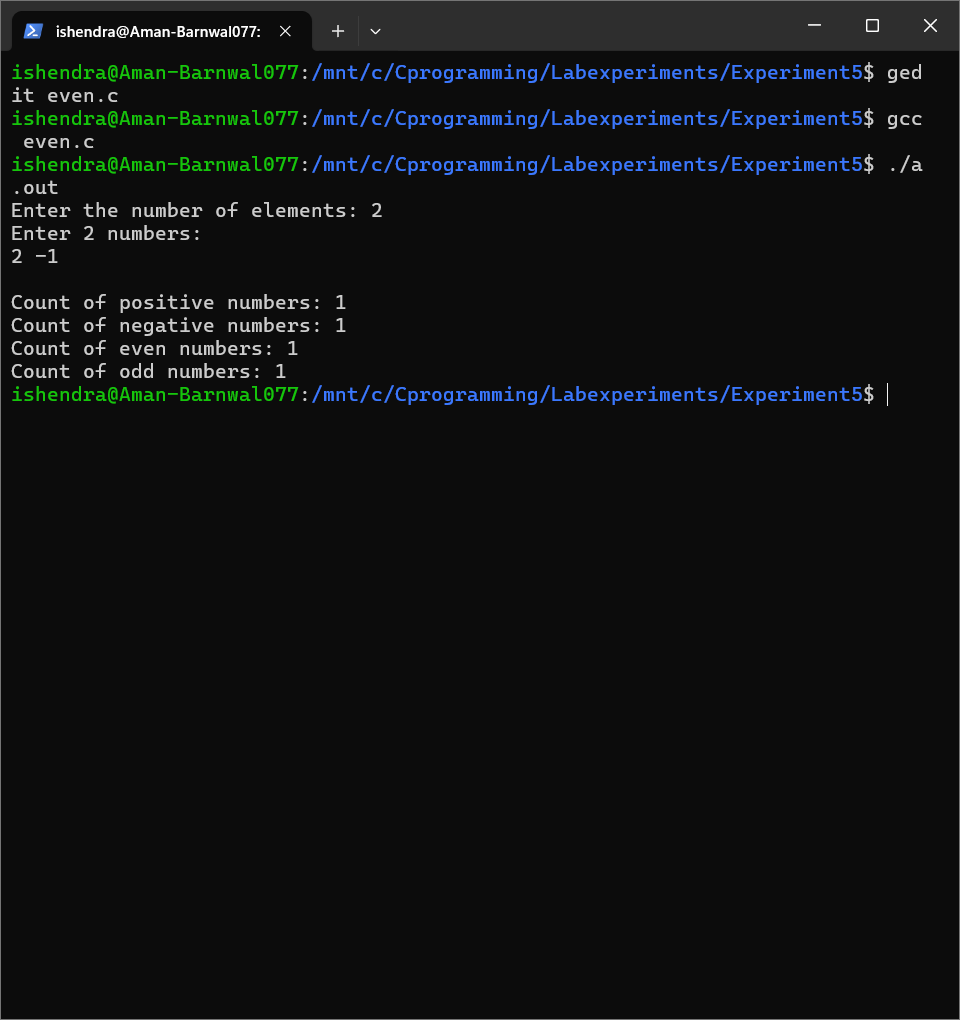 ishendra@Aman-Barnwal077:
ishendra@Aman-Barnwal077:/mnt/c/Cprogramming/Labexperiments/Experiment5$ ged
it even.c
ishendra@Aman-Barnwal077:/mnt/c/Cprogramming/Labexperiments/Experiment5$ gcc
 even.c
ishendra@Aman-Barnwal077:/mnt/c/Cprogramming/Labexperiments/Experiment5$ ./a
.out
Enter the number of elements: 2
Enter 2 numbers:
2 -1

Count of positive numbers: 1
Count of negative numbers: 1
Count of even numbers: 1
Count of odd numbers: 1
ishendra@Aman-Barnwal077:/mnt/c/Cprogramming/Labexperiments/Experiment5$